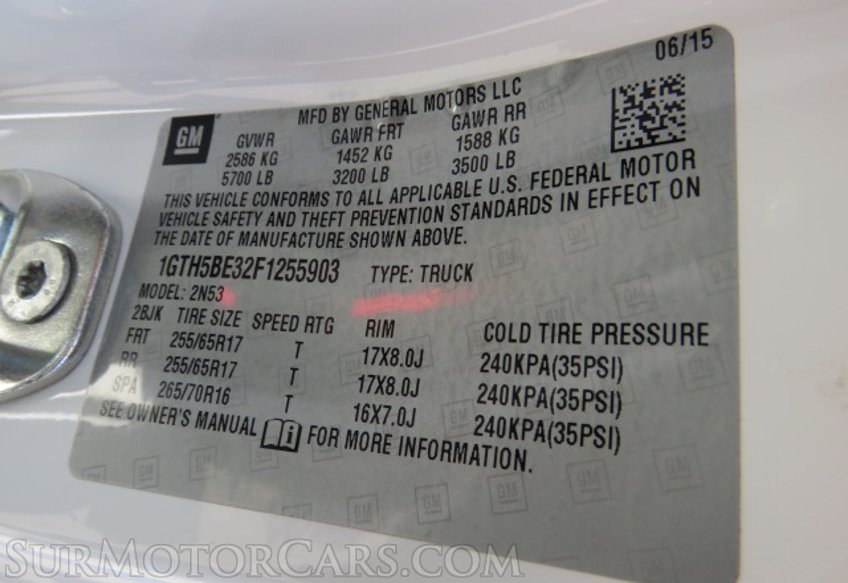 06/15
GM
MFD BY GENERAL MOTORS LLC
GVWR GAWR FRT GAWR RR
2586 KG 1452 KG 1588 KG
5700 LB 3200 LB 3500 LB
THIS VEHICLE CONFORMS TO ALL APPLICABLE U.S. FEDERAL MOTOR
VEHICLE SAFETY AND THEFT PREVENTION STANDARDS IN EFFECT ON
THE DATE OF MANUFACTURE SHOWN ABOVE.
1GTH5BE32F1255903 TYPE: TRUCK
MODEL: 2N53
2BJK TIRE SIZE SPEED RTG RIM COLD TIRE PRESSURE
FRT 255/65R17 T 17X8.0J 240KPA(35PSI)
RR 255/65R17 T 17X8.0J 240KPA(35PSI)
SPA 265/70R16 T 16X7.0J 240KPA(35PSI)
SEE OWNER'S MANUAL i FOR MORE INFORMATION.
SURMOTORCARS.COM